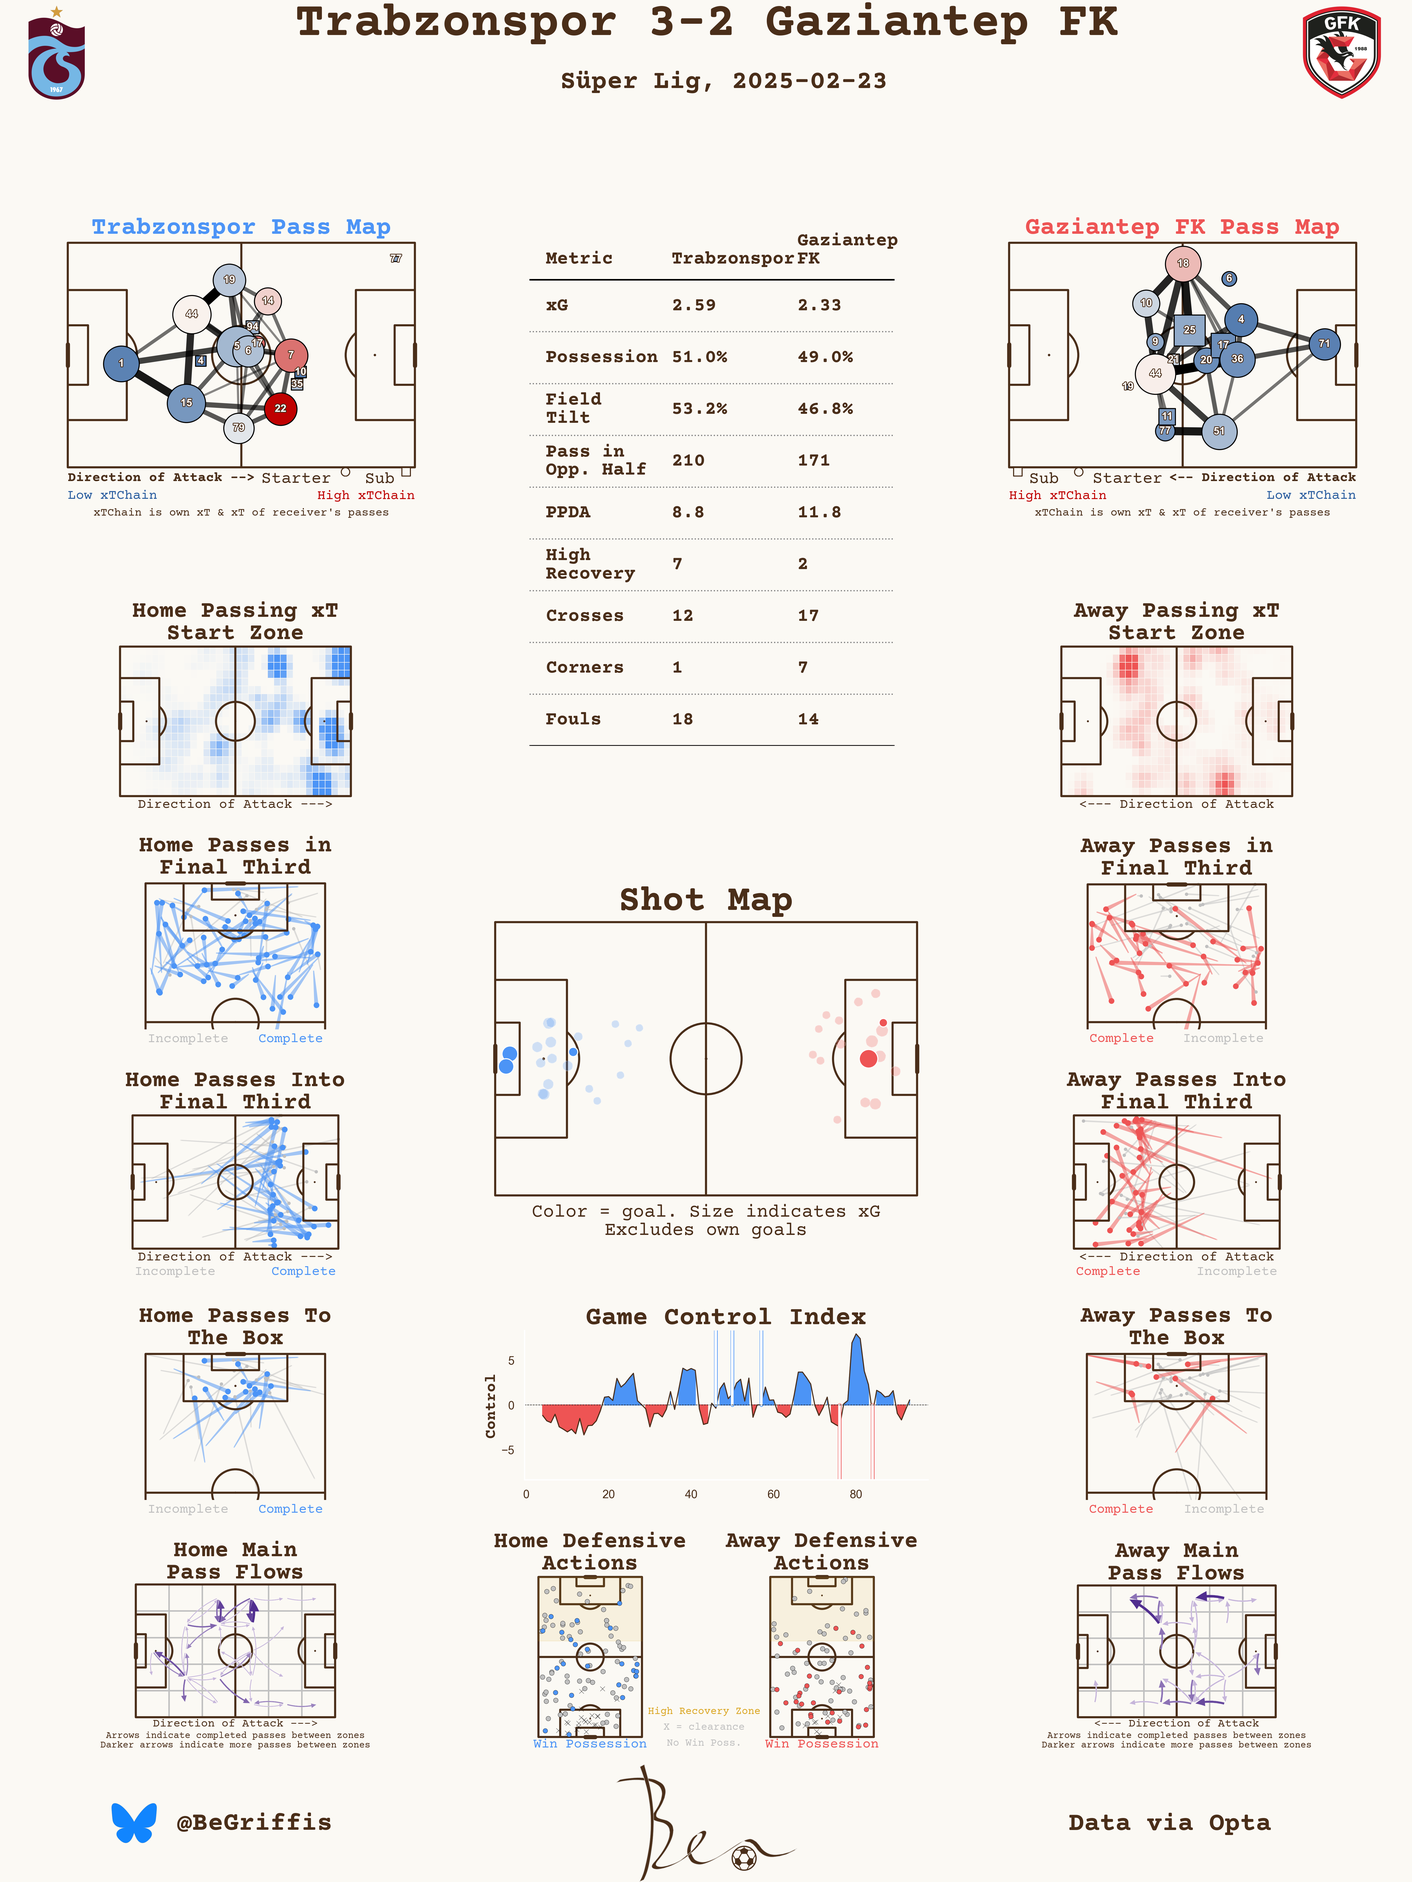 Trabzonspor 3-2 Gaziantep FK
Süper Lig, 2025-02-23
1967
GFK
1988
Trabzonspor Pass Map
77
19
14
44
94
5
17
6
7
1
4
10
35
15
22
79
Direction of Attack --> Starter Sub
Low xTChain High xTChain
xTChain is own xT & xT of receiver's passes
Metric Trabzonspor Gaziantep FK
xG 2.59 2.33
Possession 51.0% 49.0%
Field Tilt 53.2% 46.8%
Pass in Opp. Half 210 171
PPDA 8.8 11.8
High Recovery 7 2
Crosses 12 17
Corners 1 7
Fouls 18 14
Gaziantep FK Pass Map
18
6
10
4
25
9
17
71
21
20
36
44
19
11
77
51
Sub Starter <-- Direction of Attack
High xTChain Low xTChain
xTChain is own xT & xT of receiver's passes
Home Passing xT
Start Zone
Direction of Attack --->
Away Passing xT
Start Zone
<--- Direction of Attack
Home Passes in
Final Third
Incomplete Complete
Away Passes in
Final Third
Complete Incomplete
Shot Map
Color = goal. Size indicates xG
Excludes own goals
Home Passes Into
Final Third
Direction of Attack --->
Incomplete Complete
Away Passes Into
Final Third
<--- Direction of Attack
Complete Incomplete
Home Passes To
The Box
Incomplete Complete
Game Control Index
Control
5
0
−5
0 20 40 60 80
Away Passes To
The Box
Complete Incomplete
Home Main
Pass Flows
Direction of Attack --->
Arrows indicate completed passes between zones
Darker arrows indicate more passes between zones
Home Defensive
Actions
Win Possession
High Recovery Zone
X = clearance
No Win Poss.
Away Defensive
Actions
Win Possession
Away Main
Pass Flows
<--- Direction of Attack
Arrows indicate completed passes between zones
Darker arrows indicate more passes between zones
@BeGriffis
Ben
Data via Opta